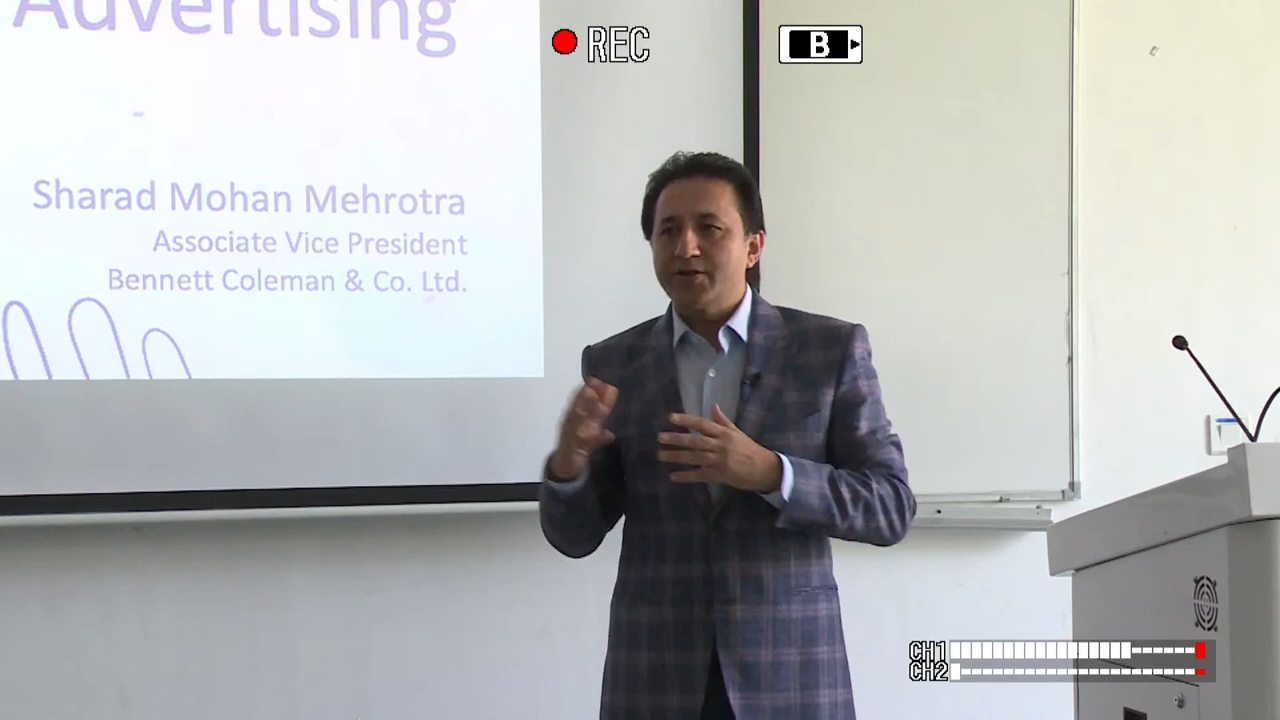 Advertising
REC
B
Sharad Mohan Mehrotra
Associate Vice President
Bennett Coleman & Co. Ltd.
CH1
CH2